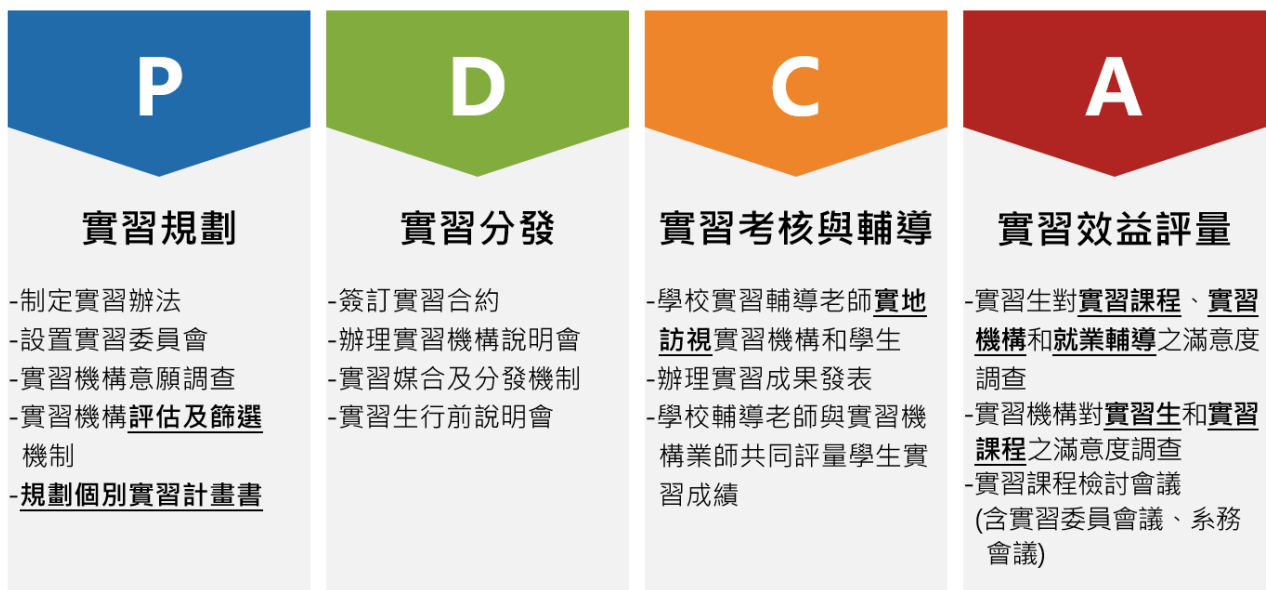 P
實習規劃
-制定實習辦法
-設置實習委員會
-實習機構意願調查
-實習機構評估及篩選
機制
-規劃個別實習計畫書
D
實習分發
-簽訂實習合約
-辦理實習機構說明會
-實習媒合及分發機制
-實習生行前說明會
C
實習考核與輔導
-學校實習輔導老師實地
訪視實習機構和學生
-辦理實習成果發表
-學校輔導老師與實習機
構業師共同評量學生實
習成績
A
實習效益評量
-實習生對實習課程、實習
機構和就業輔導之滿意度
調查
-實習機構對實習生和實習
課程之滿意度調查
-實習課程檢討會議
(含實習委員會議、系務
會議)